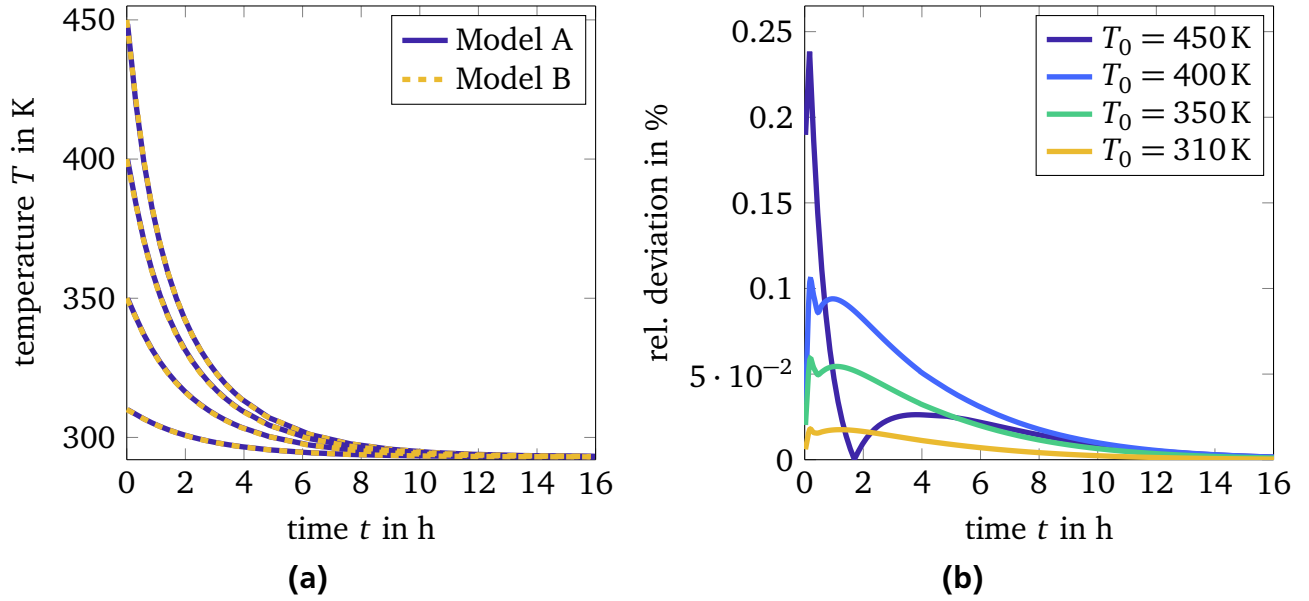 450
400
350
300
temperature T in K
0 2 4 6 8 10 12 14 16
time t in h
Model A
Model B
(a)
0.25
0.2
0.15
0.1
5 · 10⁻²
0
rel. deviation in %
0 2 4 6 8 10 12 14 16
time t in h
T₀ = 450 K
T₀ = 400 K
T₀ = 350 K
T₀ = 310 K
(b)